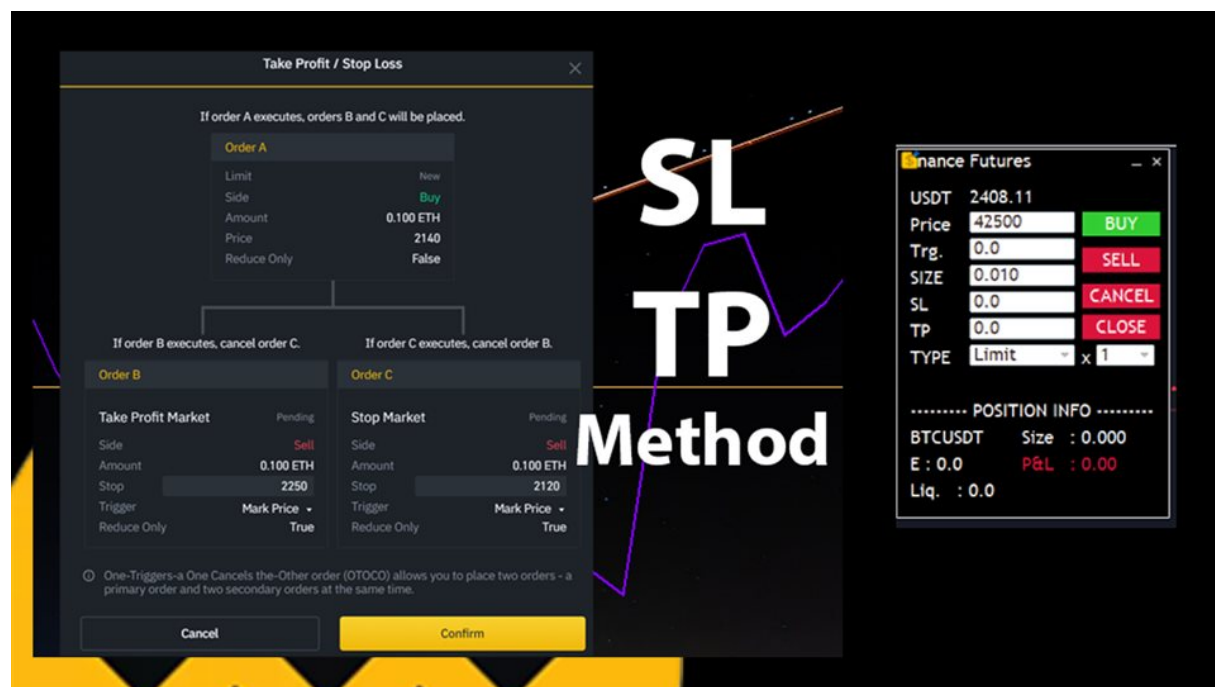 Take Profit / Stop Loss
If order A executes, orders B and C will be placed.
Order A
Limit New
Side Buy
Amount 0.100 ETH
Price 2140
Reduce Only False
If order B executes, cancel order C.
Order B
Take Profit Market Pending
Side Sell
Amount 0.100 ETH
Stop 2250
Trigger Mark Price
Reduce Only True
If order C executes, cancel order B.
Order C
Stop Market Pending
Side Sell
Amount 0.100 ETH
Stop 2120
Trigger Mark Price
Reduce Only True
One-Triggers-a One Cancels the-Other order (OTOCO) allows you to place two orders - a
primary order and two secondary orders at the same time.
Cancel Confirm
SL
TP
Method
inance Futures
USDT 2408.11
Price 42500 BUY
Trg. 0.0 SELL
SIZE 0.010
SL 0.0 CANCEL
TP 0.0 CLOSE
TYPE Limit x 1
--------- POSITION INFO ---------
BTCUSDT Size : 0.000
E : 0.0 P&L : 0.00
Liq. : 0.0